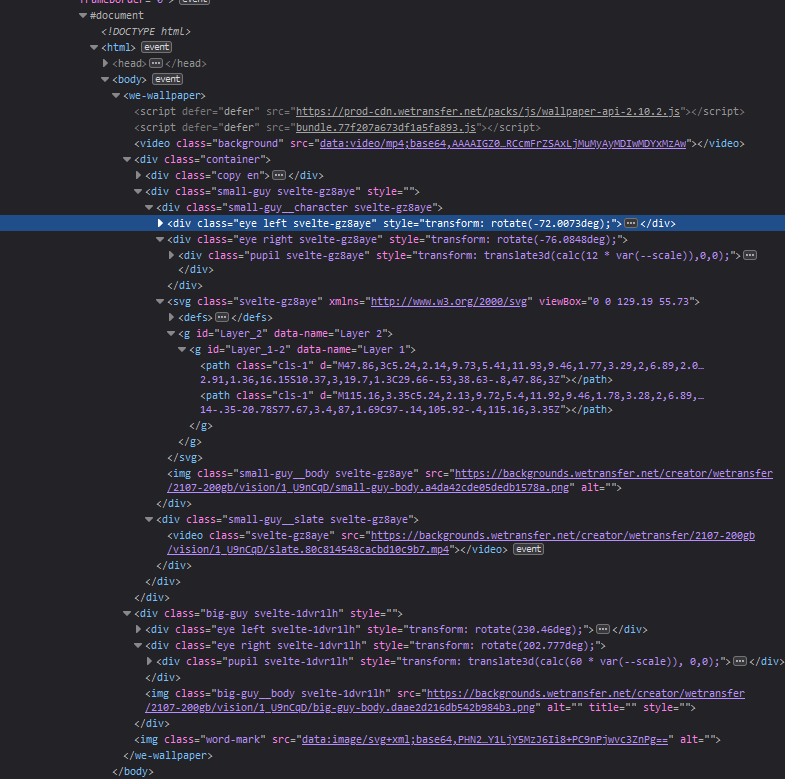 frameborder="0"> event
#document
<!DOCTYPE html>
<html> event
<head>...</head>
<body> event
<we-wallpaper>
<script defer="defer" src="https://prod-cdn.wetransfer.net/packs/js/wallpaper-api-2.10.2.js"></script>
<script defer="defer" src="bundle.77f207a673df1a5fa893.js"></script>
<video class="background" src="data:video/mp4;base64,AAAAIGZ0…RCcmFrZSAxLjMuMyAyMDIwMDYxMzAw"></video>
<div class="container">
<div class="copy en">...</div>
<div class="small-guy svelte-gz8aye" style="">
<div class="small-guy__character svelte-gz8aye">
<div class="eye left svelte-gz8aye" style="transform: rotate(-72.0073deg);">...</div>
<div class="eye right svelte-gz8aye" style="transform: rotate(-76.0848deg);">
<div class="pupil svelte-gz8aye" style="transform: translate3d(calc(12 * var(--scale)),0,0);">...
</div>
</div>
<svg class="svelte-gz8aye" xmlns="http://www.w3.org/2000/svg" viewBox="0 0 129.19 55.73">
<defs>...</defs>
<g id="Layer_2" data-name="Layer 2">
<g id="Layer_1-2" data-name="Layer 1">
<path class="cls-1" d="M47.86,3c5.24,2.14,9.73,5.41,11.93,9.46,1.77,3.29,2,6.89,2.0…
2.91,1.36,16.15S10.37,3,19.7,1.3C29.66-.53,38.63-.8,47.86,3Z"></path>
<path class="cls-1" d="M115.16,3.35c5.24,2.13,9.72,5.4,11.92,9.46,1.78,3.28,2,6.89,…
14-.35-20.78S77.67,3.4,87,1.69C97-.14,105.92-.4,115.16,3.35Z"></path>
</g>
</g>
</svg>
<img class="small-guy__body svelte-gz8aye" src="https://backgrounds.wetransfer.net/creator/wetransfer
/2107-200gb/vision/1_U9nCqD/small-guy-body.a4da42cde05dedb1578a.png" alt="">
</div>
<div class="small-guy__slate svelte-gz8aye">
<video class="svelte-gz8aye" src="https://backgrounds.wetransfer.net/creator/wetransfer/2107-200gb
/vision/1_U9nCqD/slate.80c814548cacbd10c9b7.mp4"></video> event
</div>
</div>
</div>
<div class="big-guy svelte-1dvr1lh" style="">
<div class="eye left svelte-1dvr1lh" style="transform: rotate(230.46deg);">...</div>
<div class="eye right svelte-1dvr1lh" style="transform: rotate(202.777deg);">
<div class="pupil svelte-1dvr1lh" style="transform: translate3d(calc(60 * var(--scale)), 0,0);">...</div>
</div>
<img class="big-guy__body svelte-1dvr1lh" src="https://backgrounds.wetransfer.net/creator/wetransfer
/2107-200gb/vision/1_U9nCqD/big-guy-body.daae2d216db542b984b3.png" alt="" title="" style="">
</div>
<img class="word-mark" src="data:image/svg+xml;base64,PHN2…Y1LjY5MzJ6Ii8+PC9nPjwvc3ZnPg==" alt="">
</we-wallpaper>
</body>